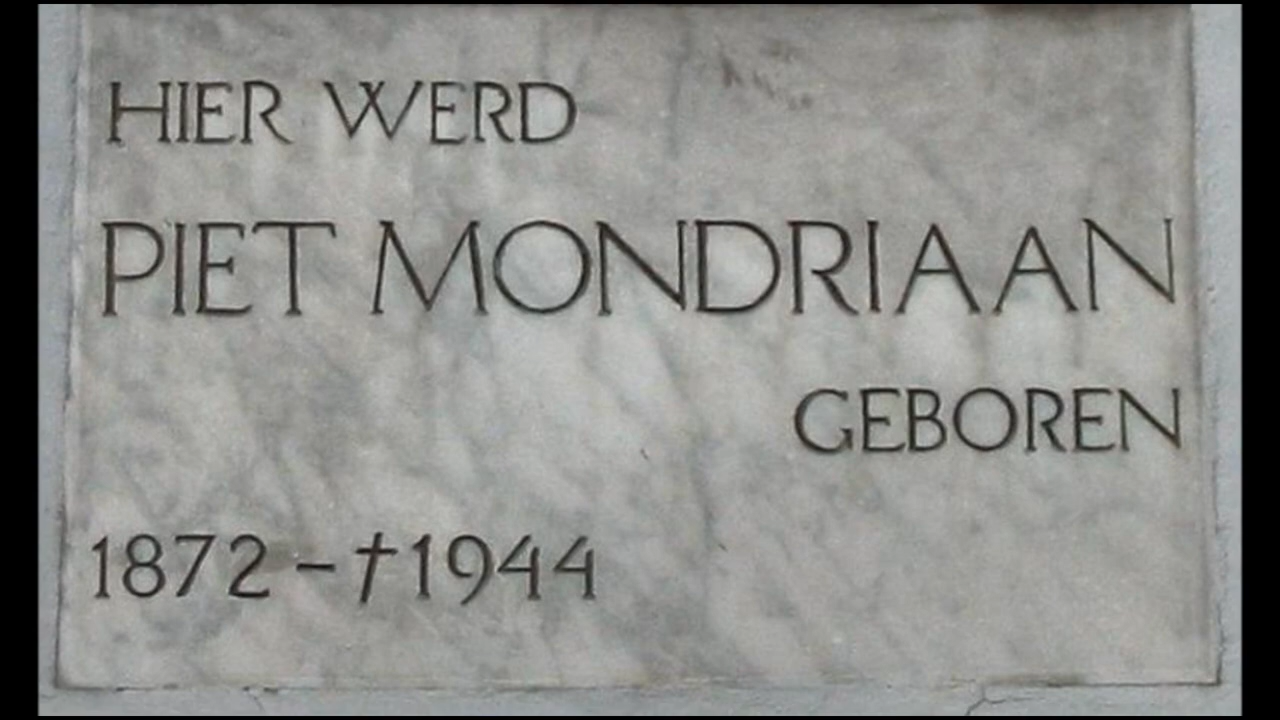 HIER WERD
PIET MONDRIAAN
GEBOREN
1872 – †1944